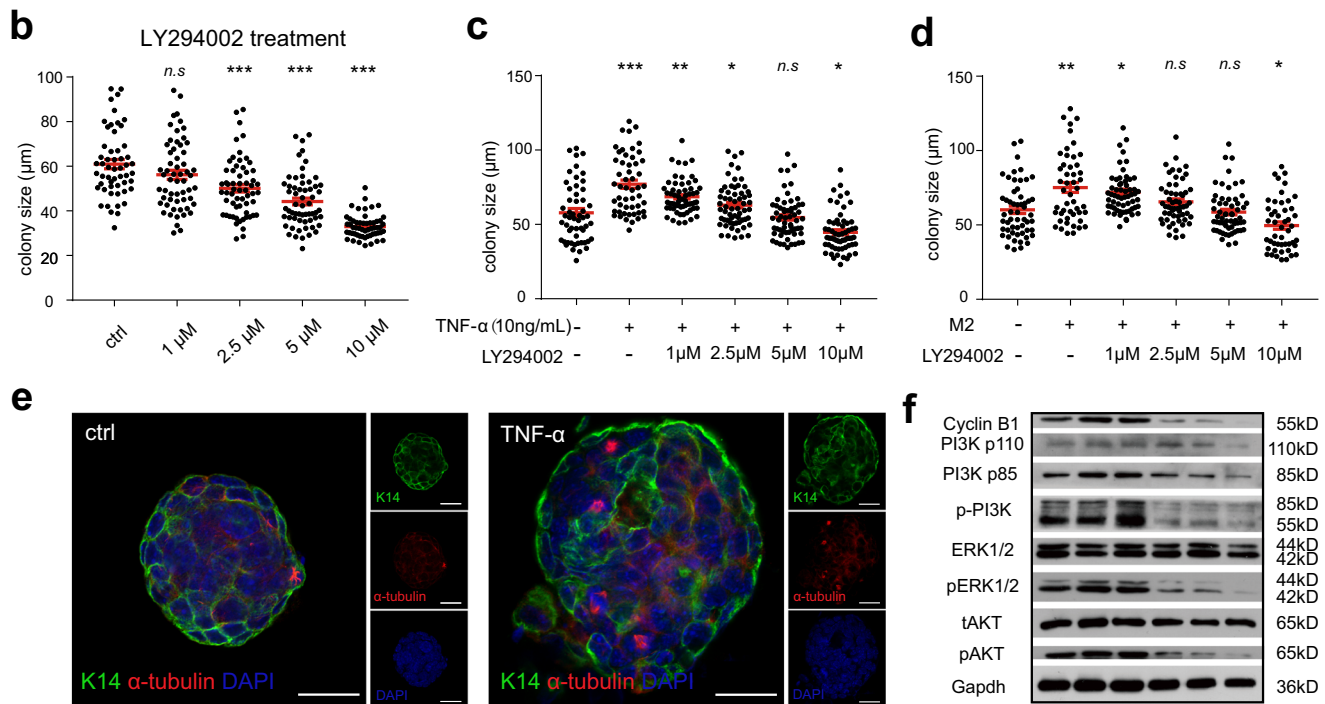 b
LY294002 treatment
n.s *** *** ***
colony size (µm)
100
80
60
40
20
0
ctrl
1 µM
2.5 µM
5 µM
10 µM
c
*** ** * n.s *
colony size (µm)
150
100
50
0
TNF-α (10ng/mL) - + + + + +
LY294002 - - 1µM 2.5µM 5µM 10µM
d
** * n.s n.s *
colony size (µm)
150
100
50
0
M2 - + + + + +
LY294002 - - 1µM 2.5µM 5µM 10µM
e
ctrl
K14 α-tubulin DAPI
K14
α-tubulin
DAPI
TNF-α
K14 α-tubulin DAPI
K14
α-tubulin
DAPI
f
Cyclin B1 55kD
PI3K p110 110kD
PI3K p85 85kD
p-PI3K 85kD
55kD
ERK1/2 44kD
42kD
pERK1/2 44kD
42kD
tAKT 65kD
pAKT 65kD
Gapdh 36kD